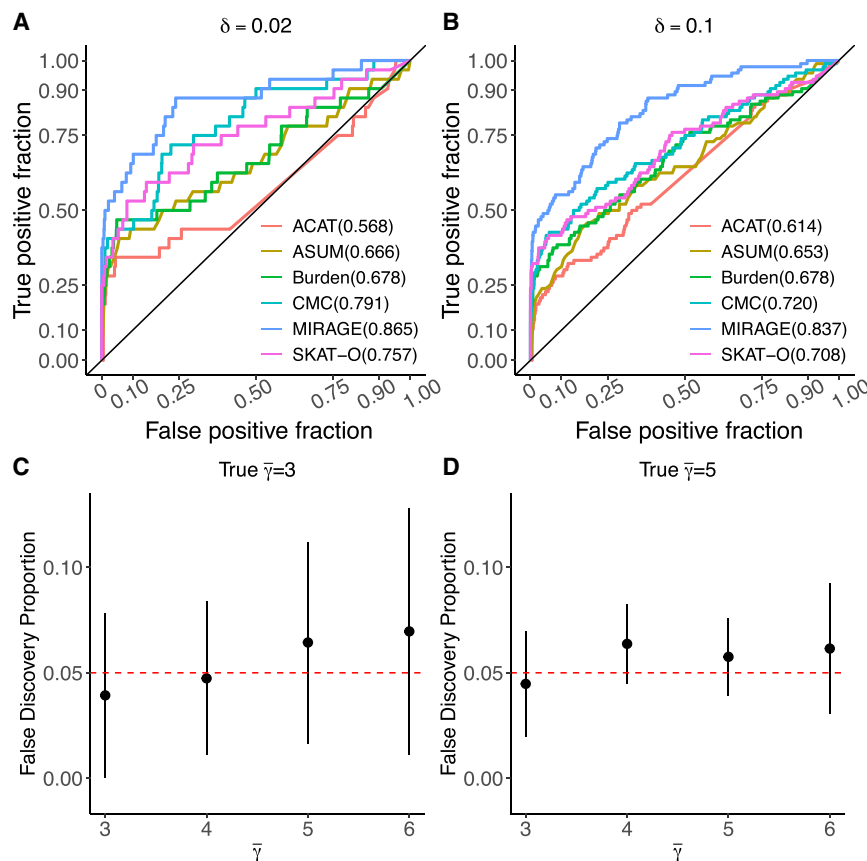 A
δ = 0.02
True positive fraction
1.00
0.90
0.75
0.50
0.25
0.10
0.00
ACAT(0.568)
ASUM(0.666)
Burden(0.678)
CMC(0.791)
MIRAGE(0.865)
SKAT−O(0.757)
0 0.10 0.25 0.50 0.75 0.90 1.00
False positive fraction
B
δ = 0.1
True positive fraction
1.00
0.90
0.75
0.50
0.25
0.10
0.00
ACAT(0.614)
ASUM(0.653)
Burden(0.678)
CMC(0.720)
MIRAGE(0.837)
SKAT−O(0.708)
0 0.10 0.25 0.50 0.75 0.90 1.00
False positive fraction
C
True γ̄=3
False Discovery Proportion
0.10
0.05
0.00
3 4 5 6
γ̄
D
True γ̄=5
False Discovery Proportion
0.10
0.05
0.00
3 4 5 6
γ̄